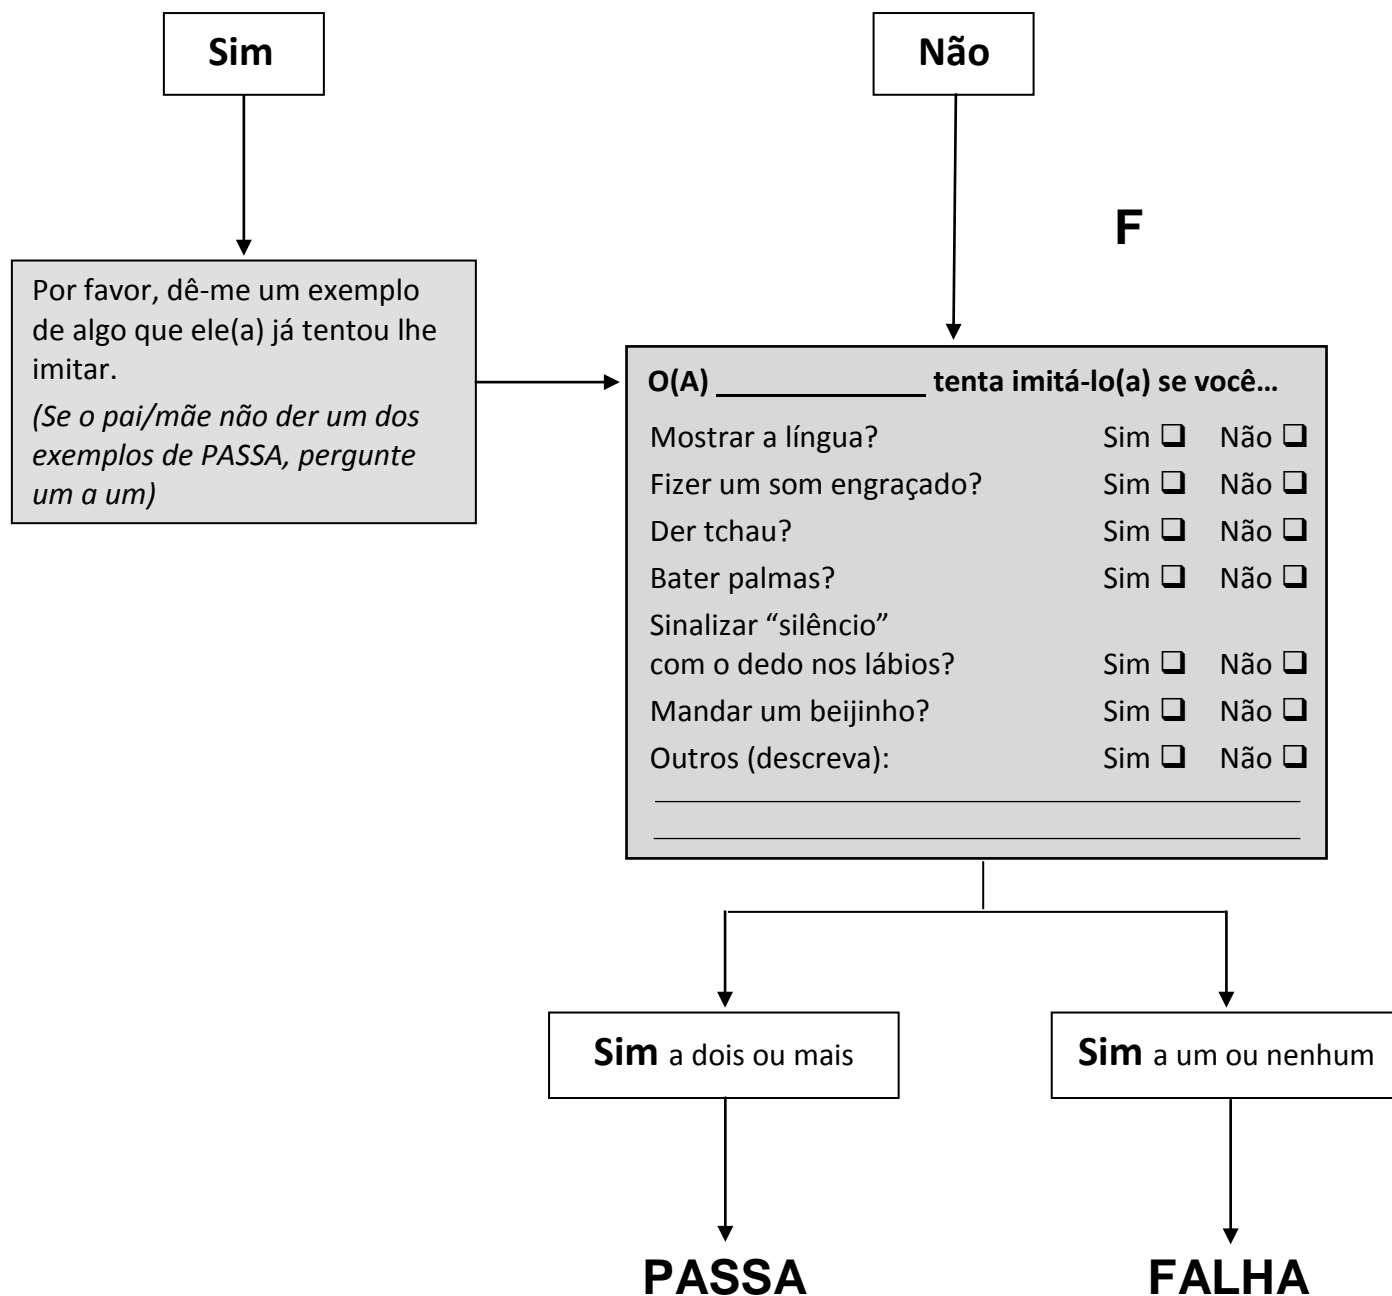 Sim
Não
F
Por favor, dê-me um exemplo
de algo que ele(a) já tentou lhe
imitar.
(Se o pai/mãe não der um dos
exemplos de PASSA, pergunte
um a um)
O(A) _____________ tenta imitá-lo(a) se você…
Mostrar a língua? Sim ❑ Não ❑
Fizer um som engraçado? Sim ❑ Não ❑
Der tchau? Sim ❑ Não ❑
Bater palmas? Sim ❑ Não ❑
Sinalizar “silêncio”
com o dedo nos lábios? Sim ❑ Não ❑
Mandar um beijinho? Sim ❑ Não ❑
Outros (descreva): Sim ❑ Não ❑
Sim a dois ou mais
Sim a um ou nenhum
PASSA
FALHA